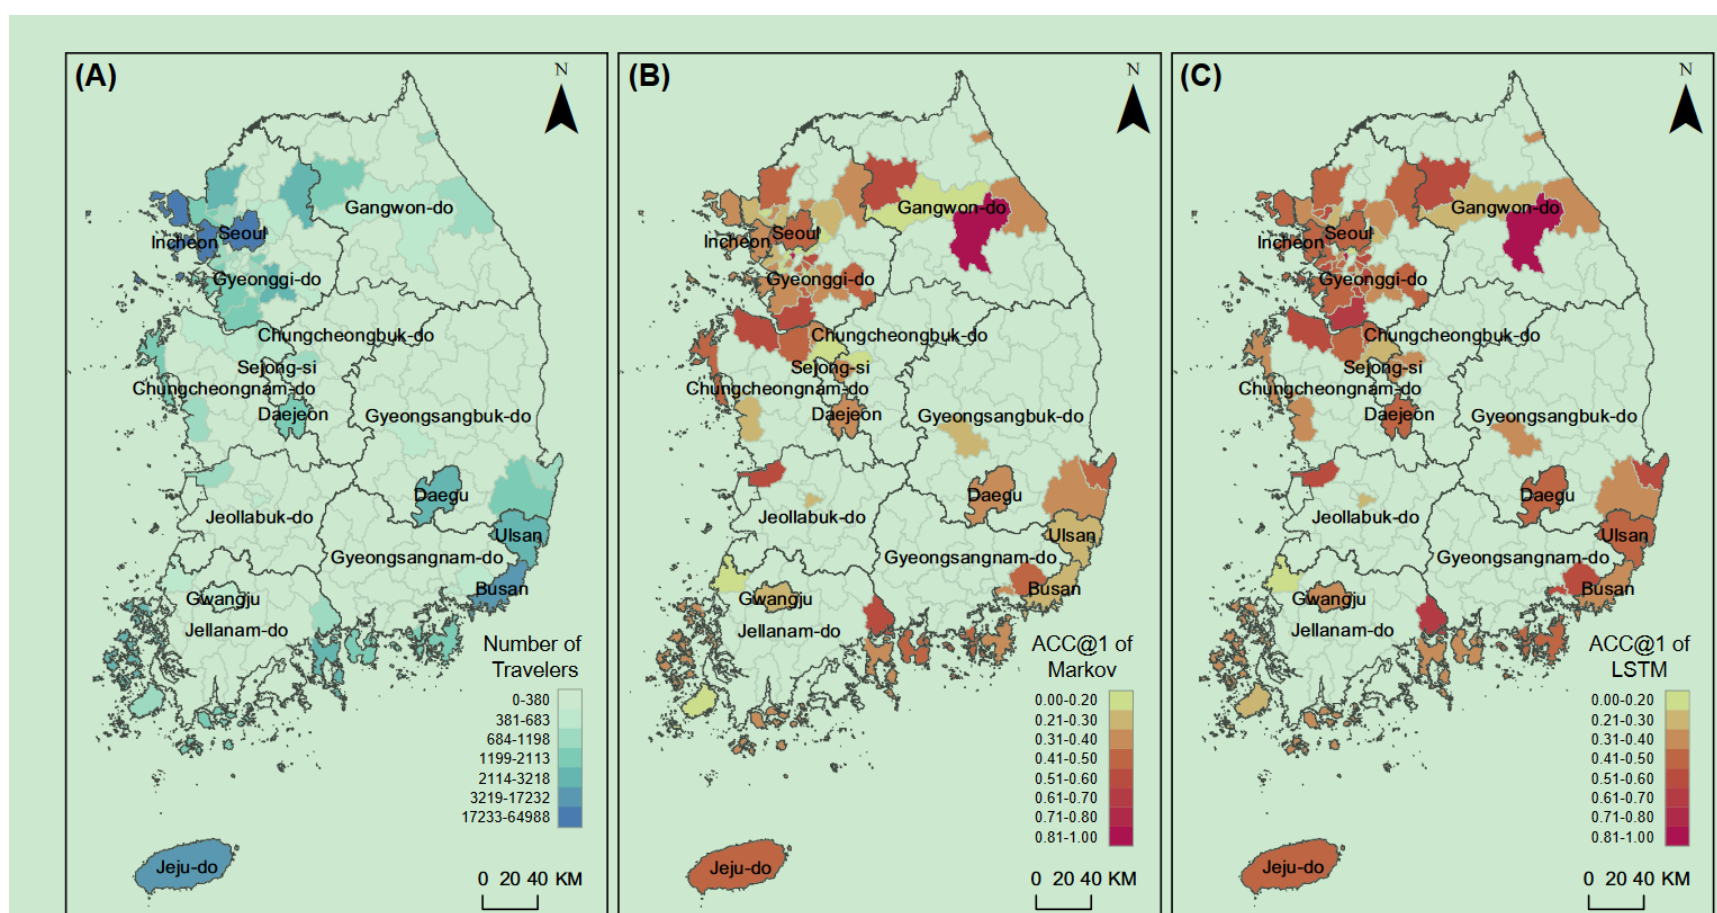 (A)
N
Gangwon-do
Seoul
Incheon
Gyeonggi-do
Chungcheongbuk-do
Sejong-si
Chungcheongnam-do
Daejeon
Gyeongsangbuk-do
Daegu
Jeollabuk-do
Ulsan
Gyeongsangnam-do
Busan
Gwangju
Jellanam-do
Number of
Travelers
0-380
381-683
684-1198
1199-2113
2114-3218
3219-17232
17233-64988
Jeju-do
0 20 40 KM
(B)
N
Gangwon-do
Seoul
Incheon
Gyeonggi-do
Chungcheongbuk-do
Sejong-si
Chungcheongnam-do
Daejeon
Gyeongsangbuk-do
Daegu
Jeollabuk-do
Ulsan
Gyeongsangnam-do
Busan
Gwangju
Jellanam-do
ACC@1 of
Markov
0.00-0.20
0.21-0.30
0.31-0.40
0.41-0.50
0.51-0.60
0.61-0.70
0.71-0.80
0.81-1.00
Jeju-do
0 20 40 KM
(C)
N
Gangwon-do
Seoul
Incheon
Gyeonggi-do
Chungcheongbuk-do
Sejong-si
Chungcheongnam-do
Daejeon
Gyeongsangbuk-do
Daegu
Jeollabuk-do
Ulsan
Gyeongsangnam-do
Busan
Gwangju
Jellanam-do
ACC@1 of
LSTM
0.00-0.20
0.21-0.30
0.31-0.40
0.41-0.50
0.51-0.60
0.61-0.70
0.71-0.80
0.81-1.00
Jeju-do
0 20 40 KM